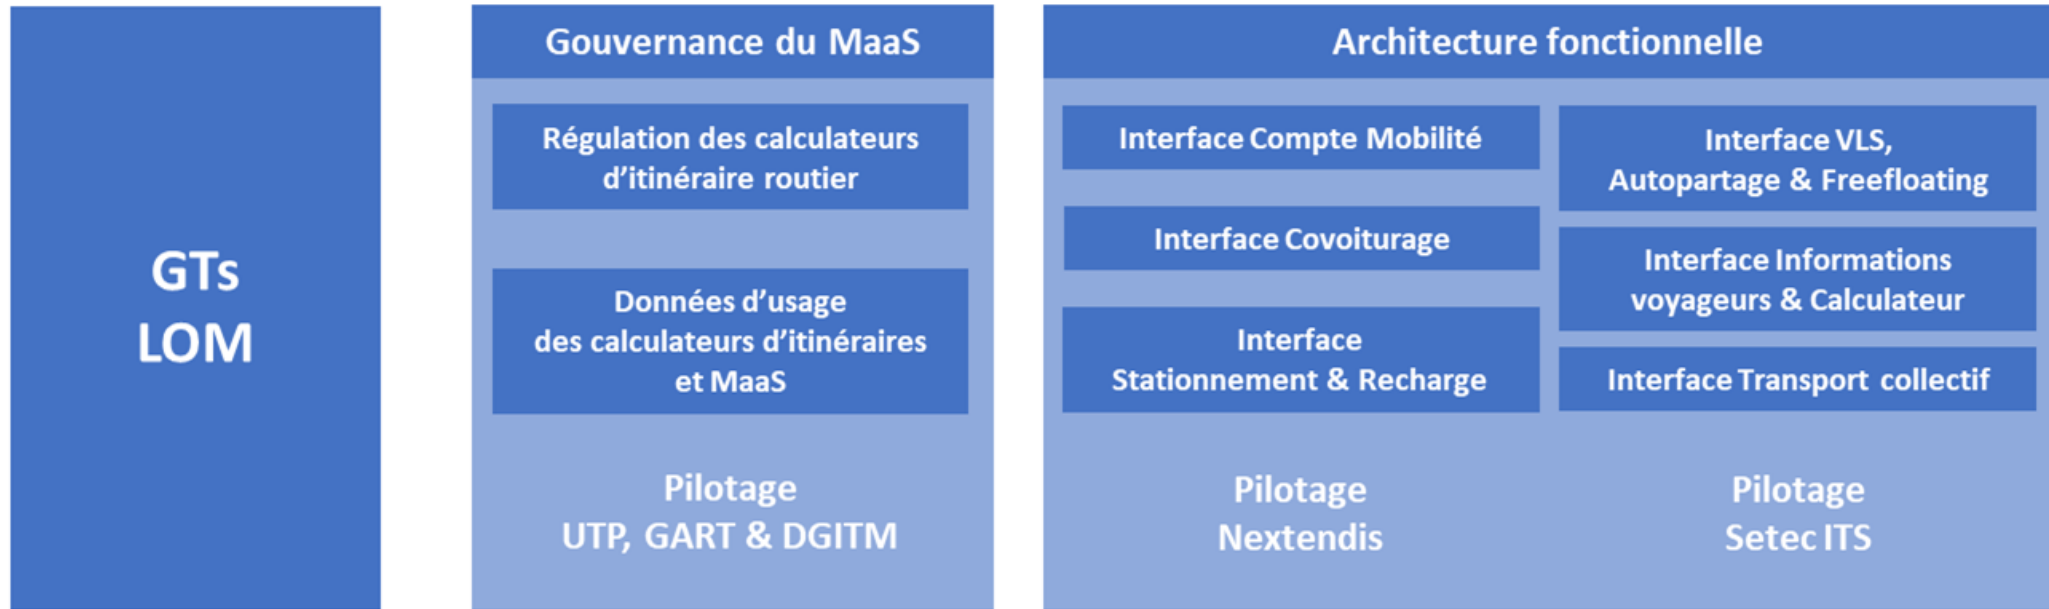 GTs
LOM
Gouvernance du MaaS
Régulation des calculateurs
d'itinéraire routier
Données d'usage
des calculateurs d'itinéraires
et MaaS
Pilotage
UTP, GART & DGITM
Architecture fonctionnelle
Interface Compte Mobilité
Interface Covoiturage
Interface
Stationnement & Recharge
Pilotage
Nextendis
Interface VLS,
Autopartage & Freefloating
Interface Informations
voyageurs & Calculateur
Interface Transport collectif
Pilotage
Setec ITS